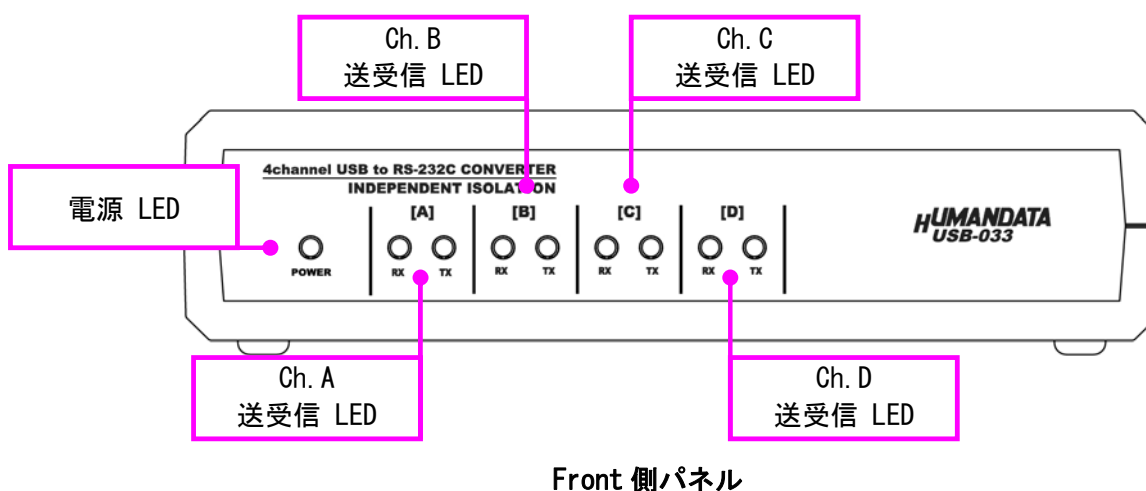 Ch. B
送受信 LED
Ch. C
送受信 LED
電源 LED
4channel USB to RS-232C CONVERTER
INDEPENDENT ISOLATION
[A] [B] [C] [D]
POWER RX TX RX TX RX TX RX TX
HUMANDATA
USB-033
Ch. A
送受信 LED
Ch. D
送受信 LED
Front 側パネル